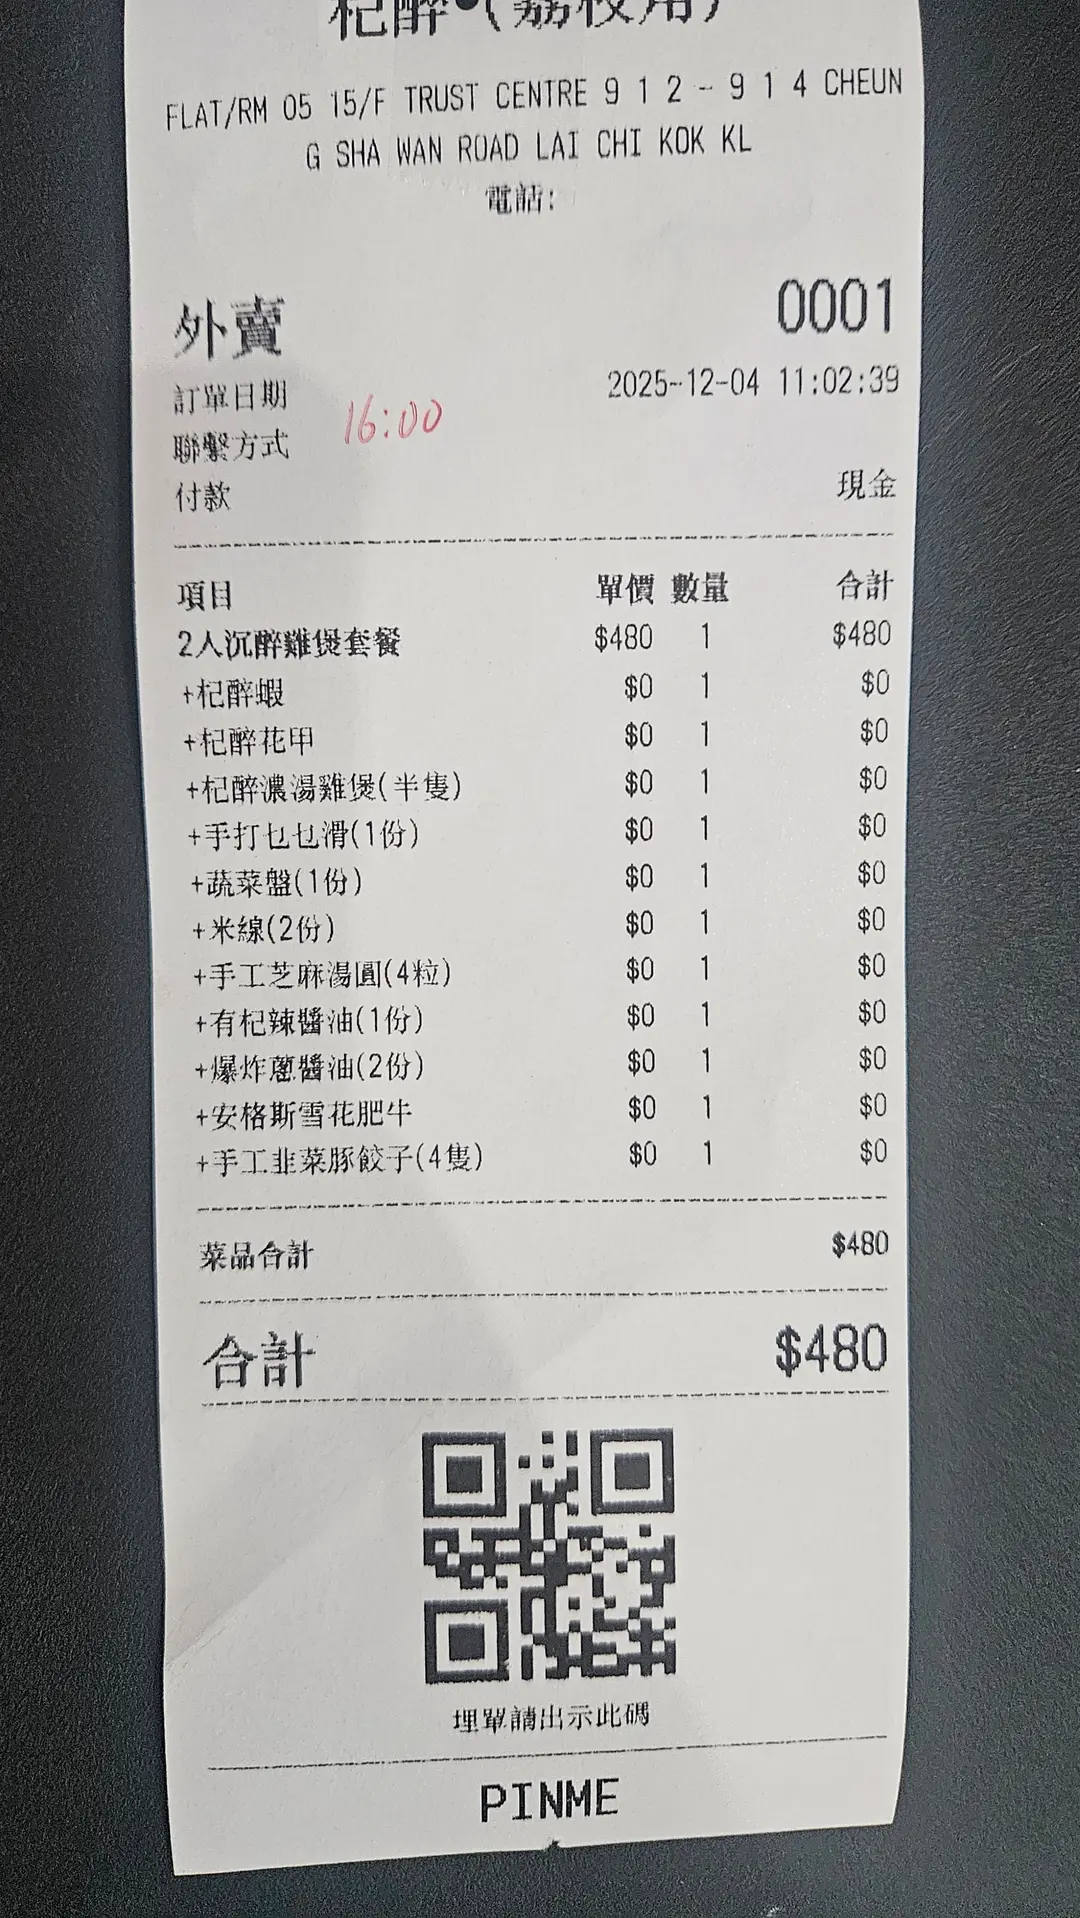 杞醉•(荔枝角)
FLAT/RM 05 15/F TRUST CENTRE 9 1 2 - 9 1 4 CHEUN
G SHA WAN ROAD LAI CHI KOK KL
電話:
外賣 0001
訂單日期 2025-12-04 11:02:39
16:00
聯繫方式
付款 現金
項目 單價 數量 合計
2人沉醉雞煲套餐 $480 1 $480
+杞醉蝦 $0 1 $0
+杞醉花甲 $0 1 $0
+杞醉濃湯雞煲(半隻) $0 1 $0
+手打乜乜滑(1份) $0 1 $0
+蔬菜盤(1份) $0 1 $0
+米線(2份) $0 1 $0
+手工芝麻湯圓(4粒) $0 1 $0
+有杞辣醬油(1份) $0 1 $0
+爆炸蔥醬油(2份) $0 1 $0
+安格斯雪花肥牛 $0 1 $0
+手工韭菜豚餃子(4隻) $0 1 $0
菜品合計 $480
合計 $480
埋單請出示此碼
PINME